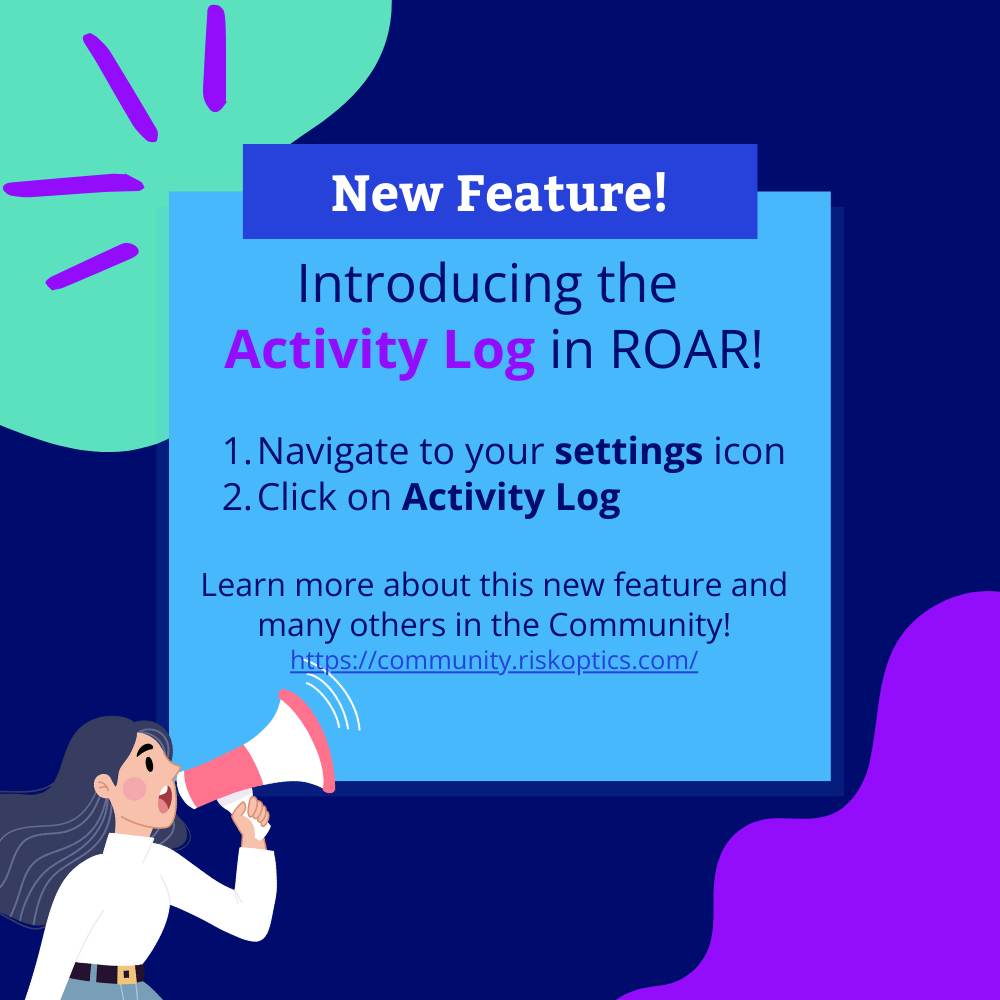 New Feature!
Introducing the
Activity Log in ROAR!
1. Navigate to your settings icon
2. Click on Activity Log
Learn more about this new feature and
many others in the Community!
https://community.riskoptics.com/